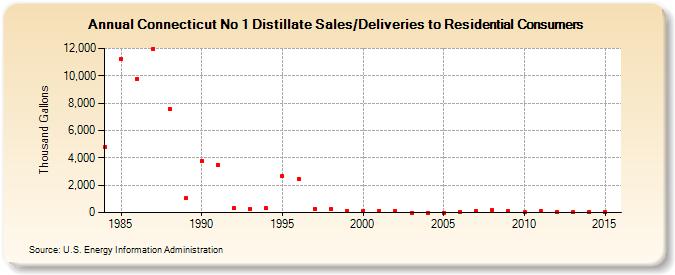 Annual Connecticut No 1 Distillate Sales/Deliveries to Residential Consumers
Thousand Gallons
12,000
10,000
8,000
6,000
4,000
2,000
0
1985 1990 1995 2000 2005 2010 2015
Source: U.S. Energy Information Administration